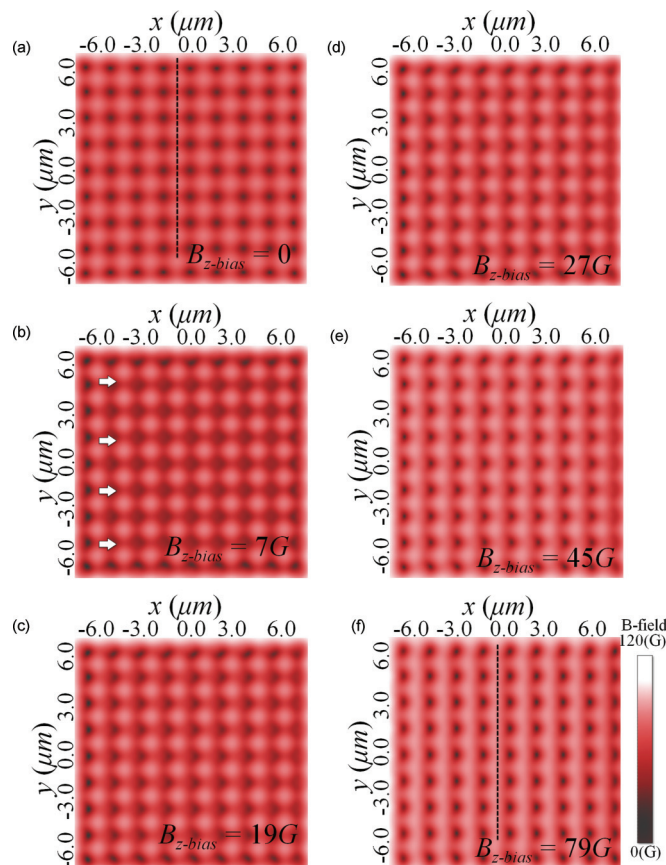 (a)
x (μm)
-6.0 -3.0 0.0 3.0 6.0
y (μm)
6.0
3.0
0.0
-3.0
-6.0
B_{z-bias} = 0
(b)
x (μm)
-6.0 -3.0 0.0 3.0 6.0
y (μm)
6.0
3.0
0.0
-3.0
-6.0
B_{z-bias} = 7G
(c)
x (μm)
-6.0 -3.0 0.0 3.0 6.0
y (μm)
6.0
3.0
0.0
-3.0
-6.0
B_{z-bias} = 19G
(d)
x (μm)
-6.0 -3.0 0.0 3.0 6.0
y (μm)
6.0
3.0
0.0
-3.0
-6.0
B_{z-bias} = 27G
(e)
x (μm)
-6.0 -3.0 0.0 3.0 6.0
y (μm)
6.0
3.0
0.0
-3.0
-6.0
B_{z-bias} = 45G
(f)
x (μm)
-6.0 -3.0 0.0 3.0 6.0
y (μm)
6.0
3.0
0.0
-3.0
-6.0
B_{z-bias} = 79G
B-field
120(G)
0(G)